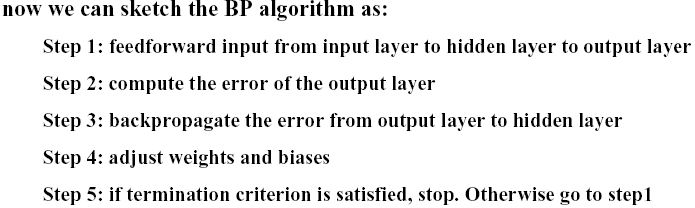 now we can sketch the BP algorithm as:
Step 1: feedforward input from input layer to hidden layer to output layer
Step 2: compute the error of the output layer
Step 3: backpropagate the error from output layer to hidden layer
Step 4: adjust weights and biases
Step 5: if termination criterion is satisfied, stop. Otherwise go to step1